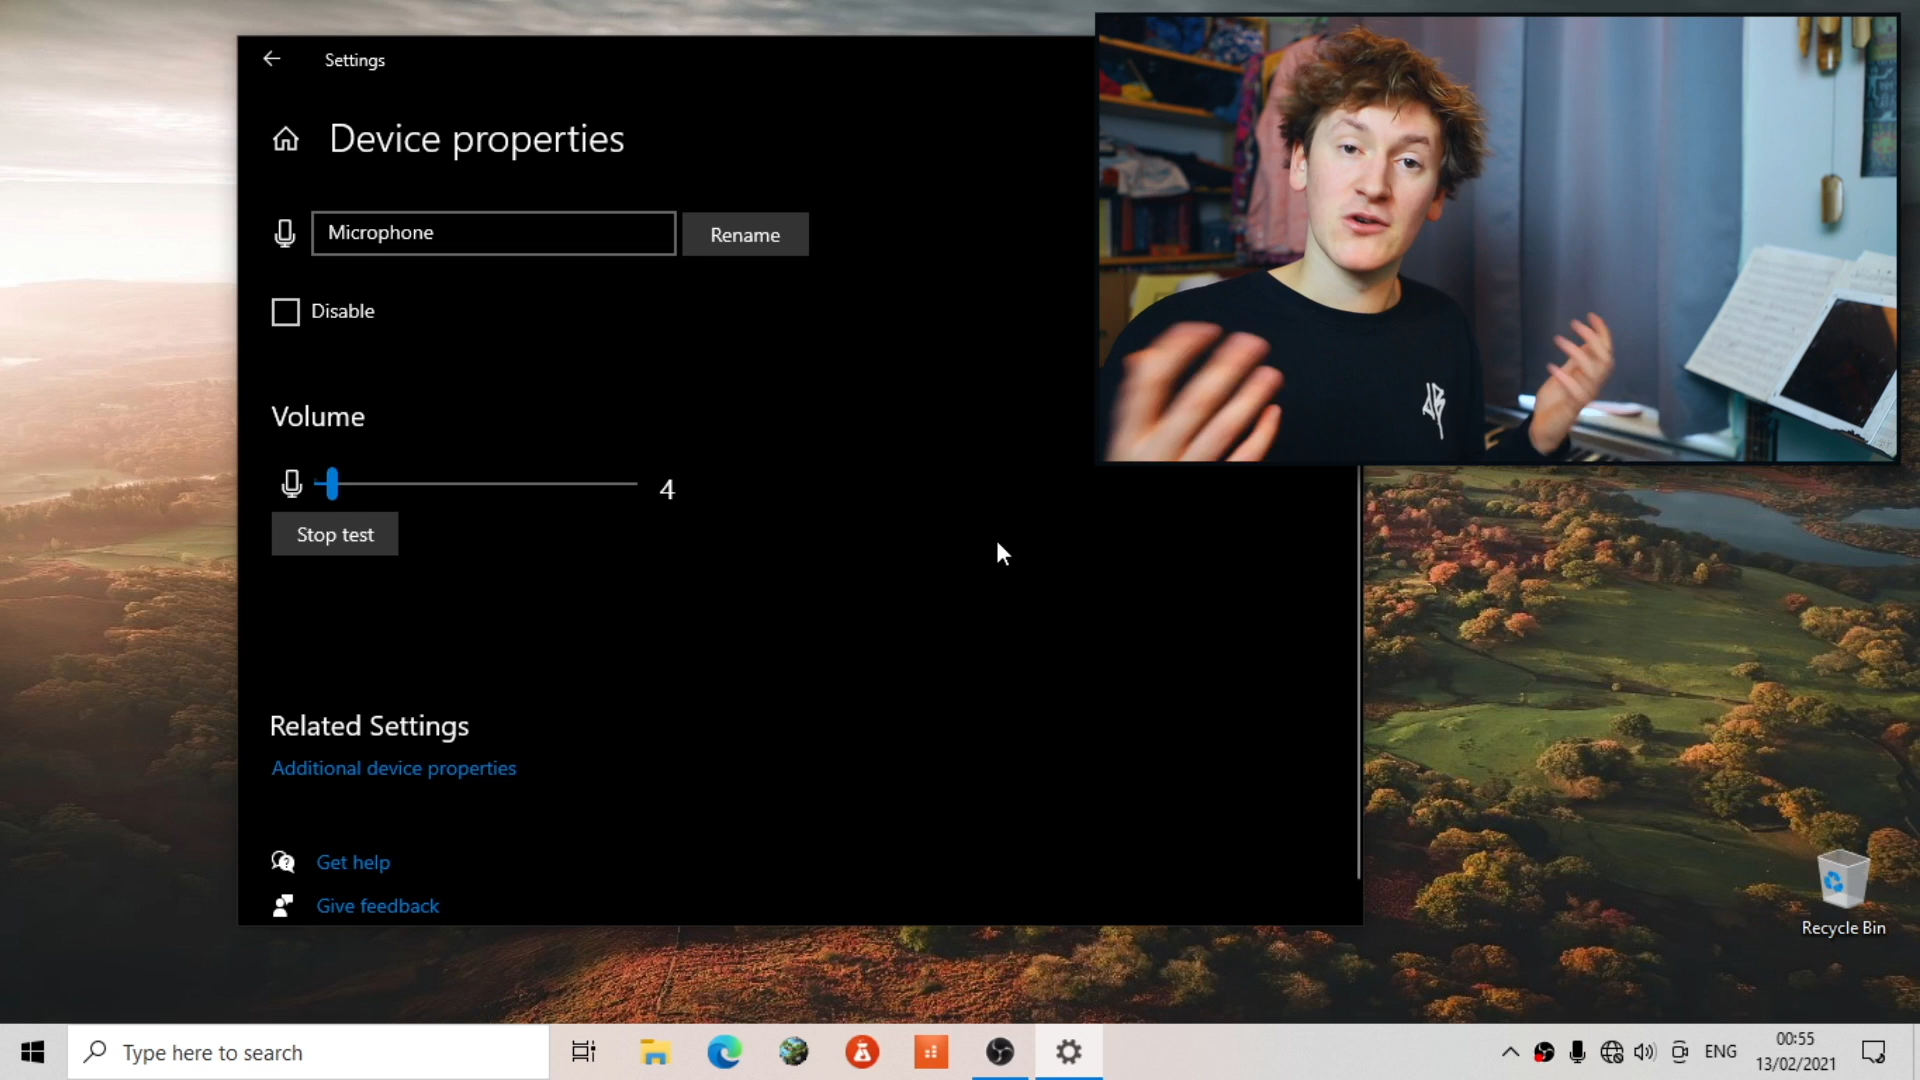 Settings
Device properties
Microphone
Rename
Disable
Volume
4
Stop test
Related Settings
Additional device properties
Get help
Give feedback
Recycle Bin
Type here to search
ENG
00:55
13/02/2021